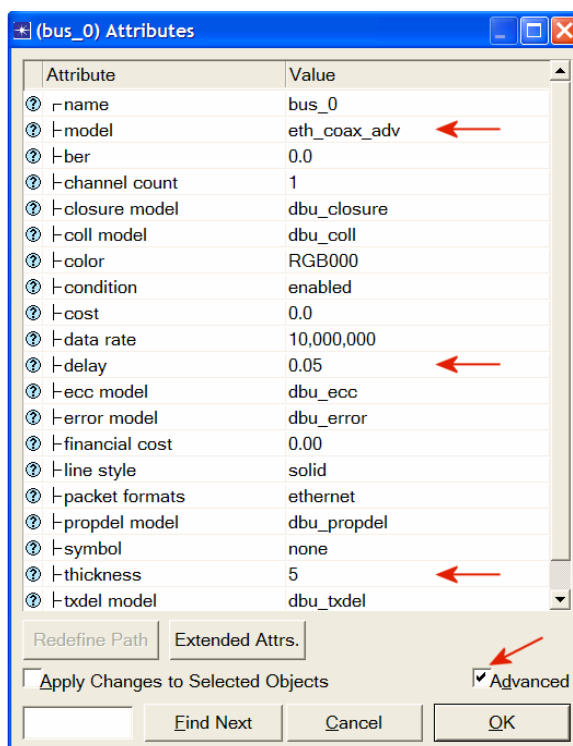 (bus_0) Attributes
Attribute Value
name bus_0
model eth_coax_adv
ber 0.0
channel count 1
closure model dbu_closure
coll model dbu_coll
color RGB000
condition enabled
cost 0.0
data rate 10,000,000
delay 0.05
ecc model dbu_ecc
error model dbu_error
financial cost 0.00
line style solid
packet formats ethernet
propdel model dbu_propdel
symbol none
thickness 5
txdel model dbu_txdel
Redefine Path Extended Attrs.
Apply Changes to Selected Objects Advanced
Find Next Cancel OK